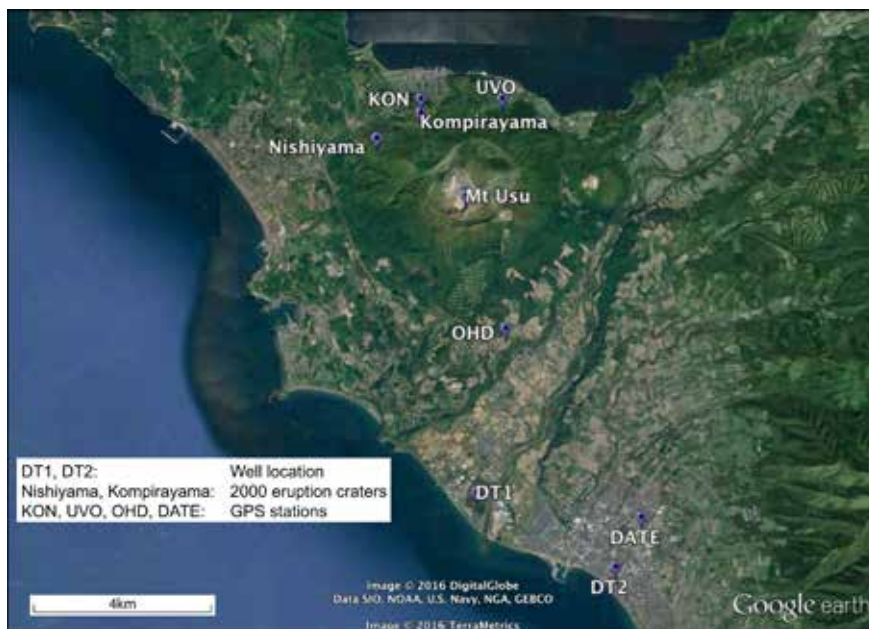 UVO
KON
Kompirayama
Nishiyama
Mt Usu
OHD
DT1, DT2: Well location
Nishiyama, Kompirayama: 2000 eruption craters
KON, UVO, OHD, DATE: GPS stations
DT1
DATE
DT2
4km
Image © 2016 DigitalGlobe
Data SIO, NOAA, U.S. Navy, NGA, GEBCO
Image © 2016 TerraMetrics
Google earth